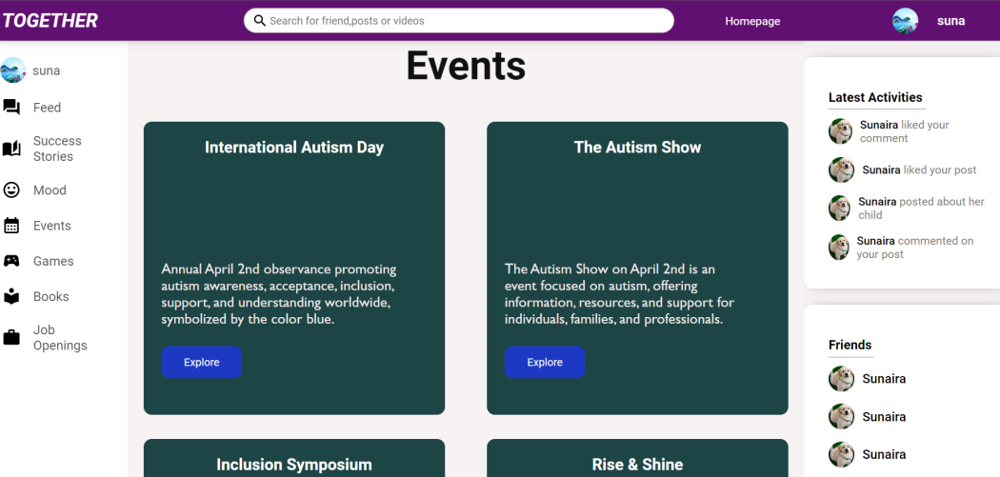 TOGETHER
Search for friend,posts or videos
Homepage
suna
suna
Feed
Success
Stories
Mood
Events
Games
Books
Job
Openings
Events
International Autism Day
Annual April 2nd observance promoting
autism awareness, acceptance, inclusion,
support, and understanding worldwide,
symbolized by the color blue.
Explore
The Autism Show
The Autism Show on April 2nd is an
event focused on autism, offering
information, resources, and support for
individuals, families, and professionals.
Explore
Inclusion Symposium
Rise & Shine
Latest Activities
Sunaira liked your
comment
Sunaira liked your post
Sunaira posted about her
child
Sunaira commented on
your post
Friends
Sunaira
Sunaira
Sunaira